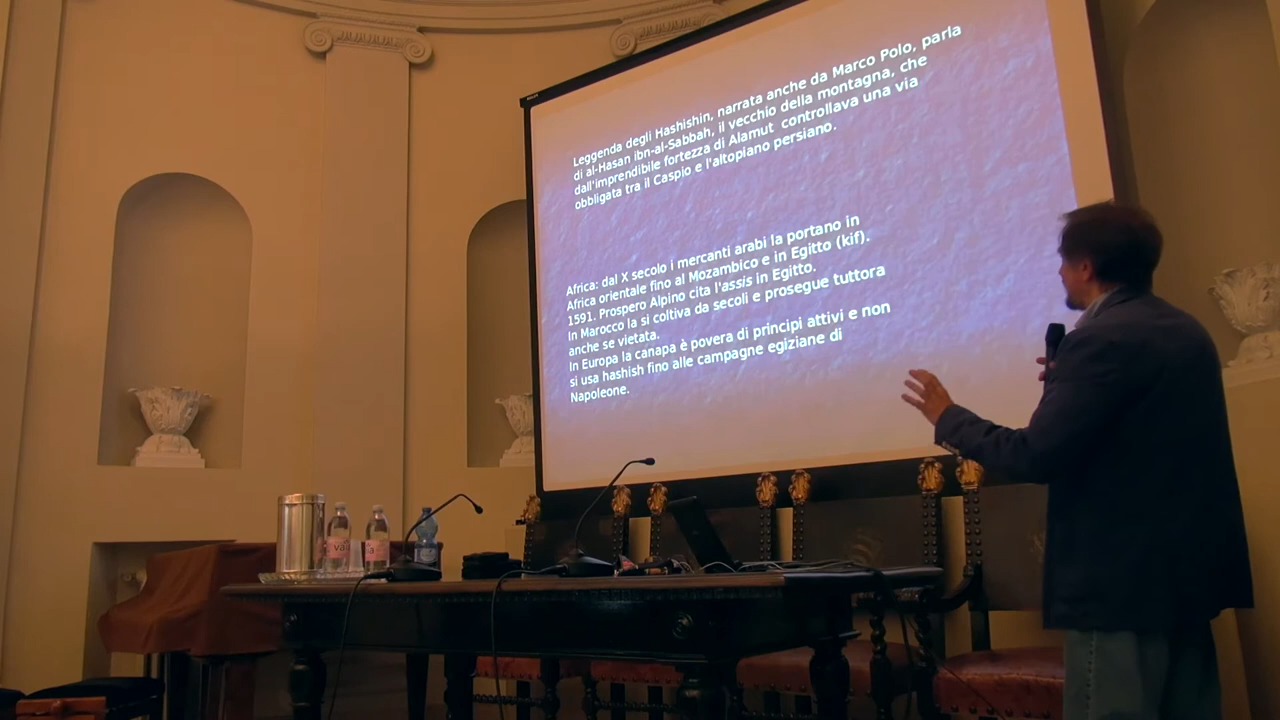 Leggenda degli Hashishin, narrata anche da Marco Polo, parla
di al-Hasan ibn-al-Sabbah, il vecchio della montagna, che
dall'imprendibile fortezza di Alamut controllava una via
obbligata tra il Caspio e l'altopiano persiano.
Africa: dal X secolo i mercanti arabi la portano in
Africa orientale fino al Mozambico e in Egitto (kif).
1591. Prospero Alpino cita l'assis in Egitto.
In Marocco la si coltiva da secoli e prosegue tuttora
anche se vietata.
In Europa la canapa è povera di principi attivi e non
si usa hashish fino alle campagne egiziane di
Napoleone.